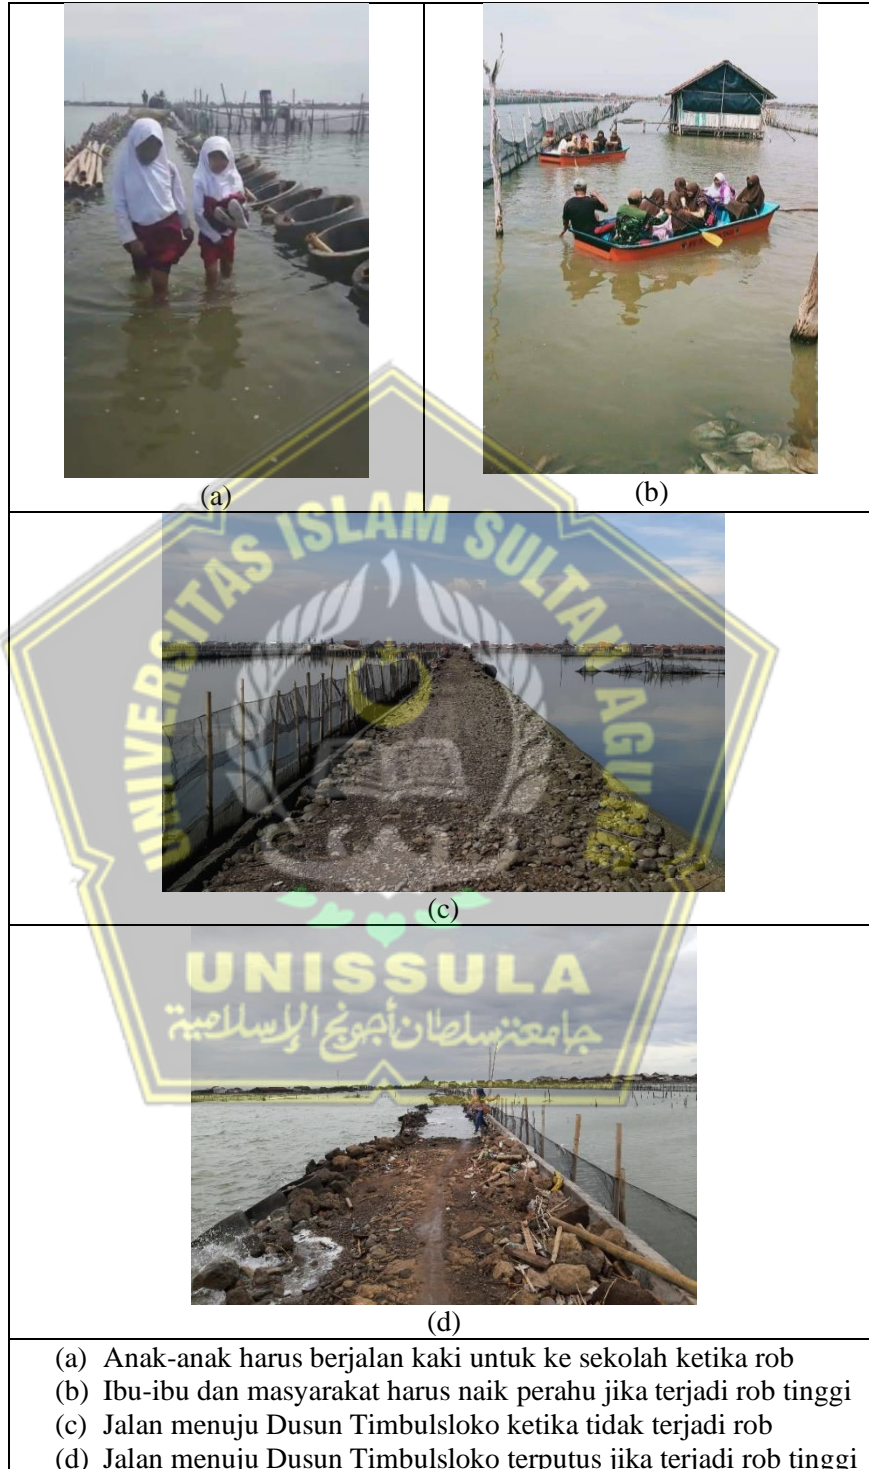 (a)
(b)
UNIVERSITAS ISLAM SULTAN AGUNG
(c)
UNISSULA
جامعتسلطان أجونج الإسلامية
(d)
(a) Anak-anak harus berjalan kaki untuk ke sekolah ketika rob
(b) Ibu-ibu dan masyarakat harus naik perahu jika terjadi rob tinggi
(c) Jalan menuju Dusun Timbulsloko ketika tidak terjadi rob
(d) Jalan menuju Dusun Timbulsloko terputus jika terjadi rob tinggi